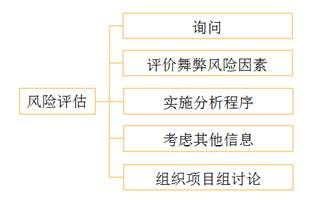 风险评估
询问
评价舞弊风险因素
实施分析程序
考虑其他信息
组织项目组讨论